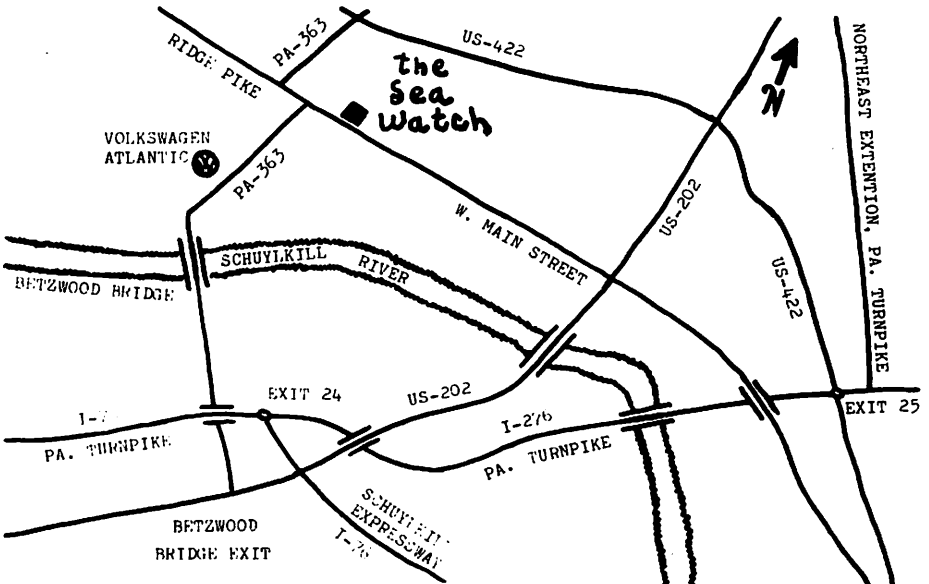 PA-363
US-422
RIDGE PIKE
the
Sea
Watch
N
NORTHEAST EXTENTION, PA. TURNPIKE
VOLKSWAGEN
ATLANTIC
PA-363
US-202
W. MAIN STREET
SCHUYLKILL RIVER
BETZWOOD BRIDGE
US-422
EXIT 24
US-202
EXIT 25
PA. TURNPIKE
I-276
PA. TURNPIKE
SCHUYLKILL
EXPRESSWAY
I-76
BETZWOOD
BRIDGE EXIT